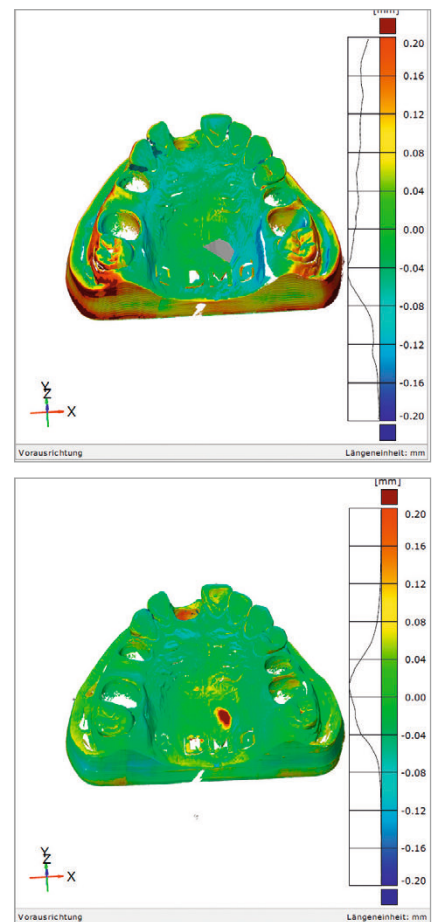 [mm]
0.20
0.16
0.12
0.08
0.04
0.00
-0.04
-0.08
-0.12
-0.16
-0.20
Y
Z
X
Vorausrichtung Längeneinheit: mm
[mm]
0.20
0.16
0.12
0.08
0.04
0.00
-0.04
-0.08
-0.12
-0.16
-0.20
Y
Z
X
Vorausrichtung Längeneinheit: mm